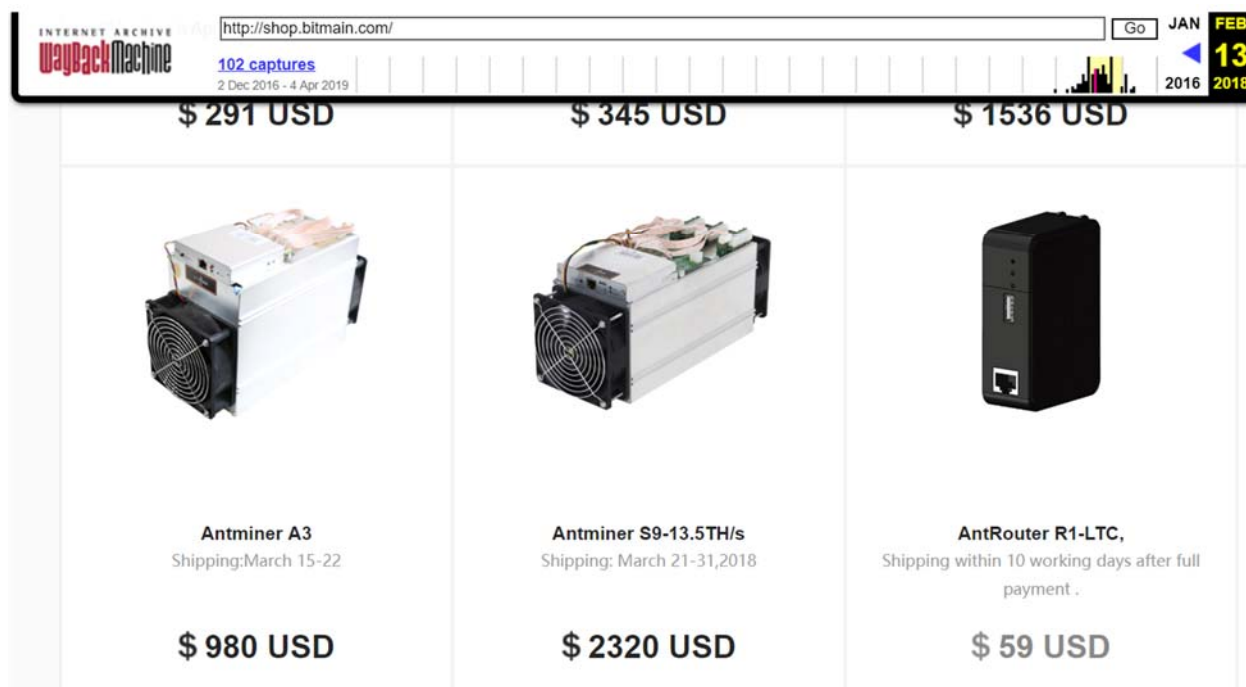 INTERNET ARCHIVE
WayBackMachine
http://shop.bitmain.com/
Go
JAN
FEB
102 captures
13
2 Dec 2016 - 4 Apr 2019
2016
2018
$ 291 USD
$ 345 USD
$ 1536 USD
Antminer A3
Shipping:March 15-22
$ 980 USD
Antminer S9-13.5TH/s
Shipping: March 21-31,2018
$ 2320 USD
AntRouter R1-LTC,
Shipping within 10 working days after full
payment .
$ 59 USD